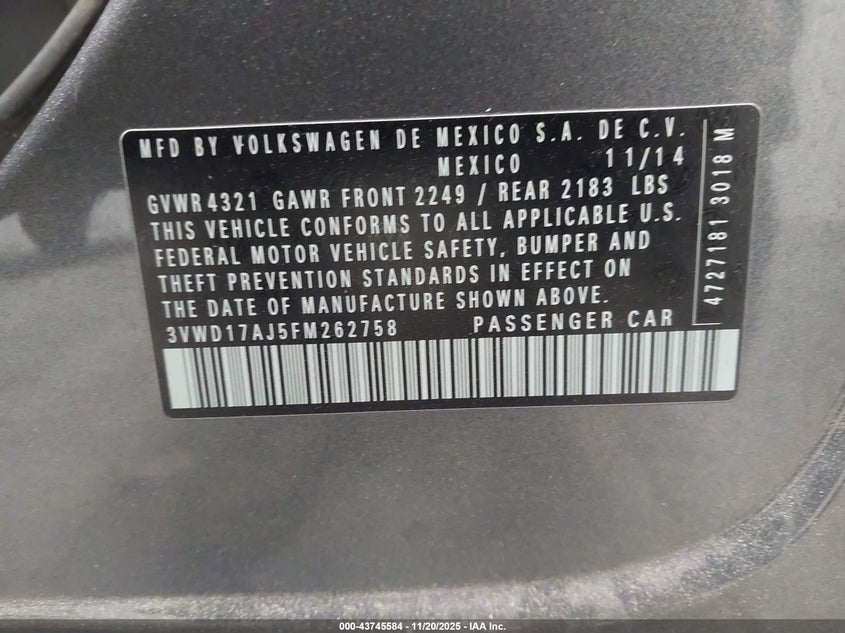 MFD BY VOLKSWAGEN DE MEXICO S.A. DE C.V.
MEXICO 11/14
GVWR 4321 GAWR FRONT 2249 / REAR 2183 LBS
THIS VEHICLE CONFORMS TO ALL APPLICABLE U.S.
FEDERAL MOTOR VEHICLE SAFETY, BUMPER AND
THEFT PREVENTION STANDARDS IN EFFECT ON
THE DATE OF MANUFACTURE SHOWN ABOVE.
3VWD17AJ5FM262758 PASSENGER CAR
4727181 3018 M
000-43745584 - 11/20/2025 - IAA Inc.